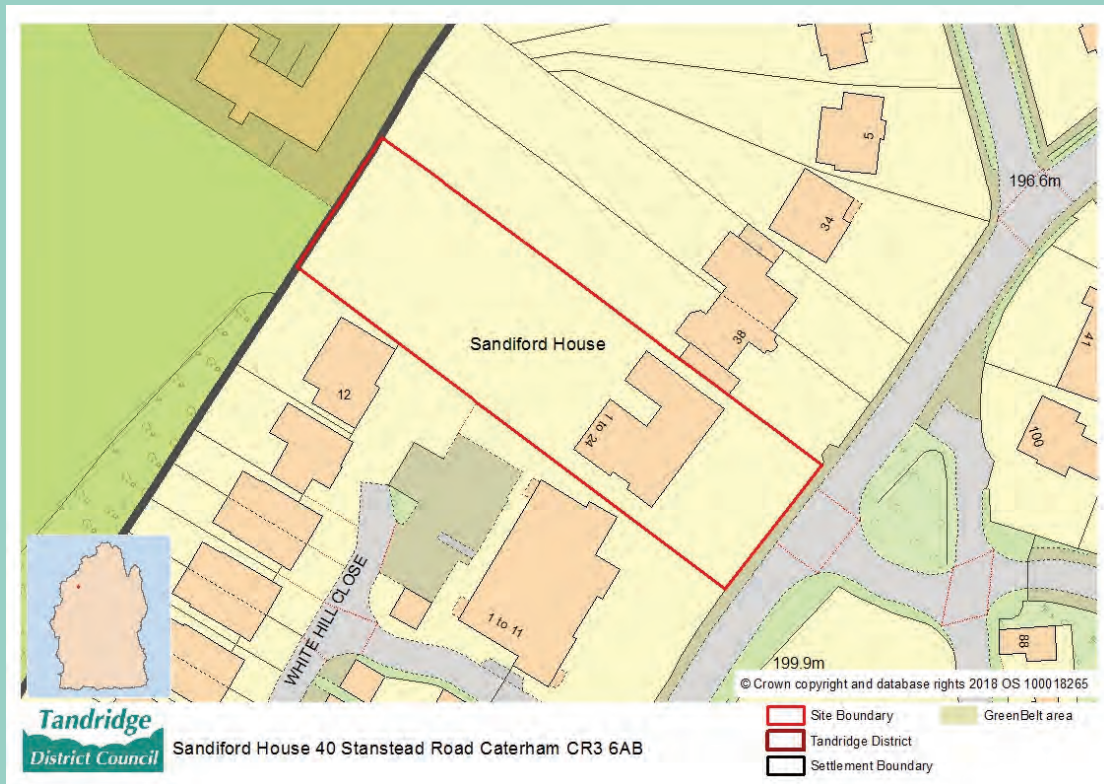 5
196.6m
34
38
41
Sandiford House
1 to 24
12
100
WHITE HILL CLOSE
1 to 11
88
199.9m
© Crown copyright and database rights 2018 OS 100018265
Tandridge
District Council
Sandiford House 40 Stanstead Road Caterham CR3 6AB
Site Boundary
GreenBelt area
Tandridge District
Settlement Boundary